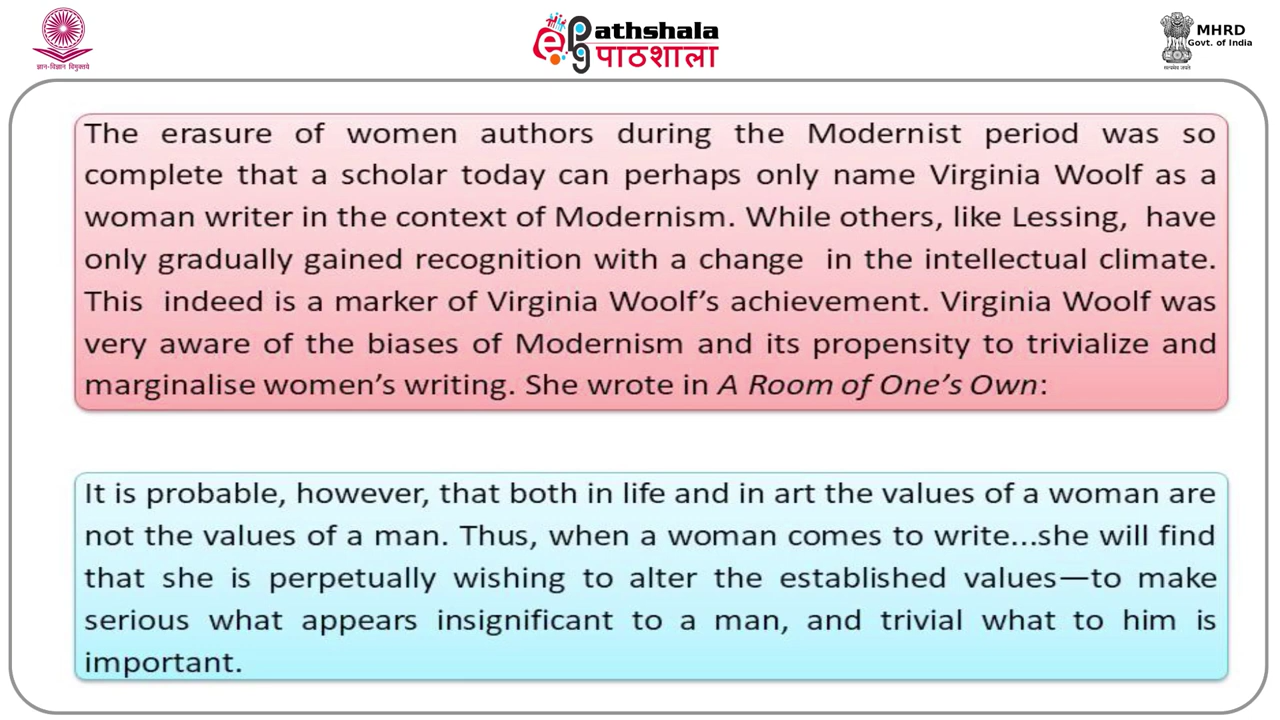 ज्ञान-विज्ञान विमुक्तये
e
pg
athshala
पाठशाला
MHRD
Govt. of India
सत्यमेव जयते
The erasure of women authors during the Modernist period was so
complete that a scholar today can perhaps only name Virginia Woolf as a
woman writer in the context of Modernism. While others, like Lessing, have
only gradually gained recognition with a change in the intellectual climate.
This indeed is a marker of Virginia Woolf’s achievement. Virginia Woolf was
very aware of the biases of Modernism and its propensity to trivialize and
marginalise women’s writing. She wrote in A Room of One’s Own:
It is probable, however, that both in life and in art the values of a woman are
not the values of a man. Thus, when a woman comes to write...she will find
that she is perpetually wishing to alter the established values—to make
serious what appears insignificant to a man, and trivial what to him is
important.